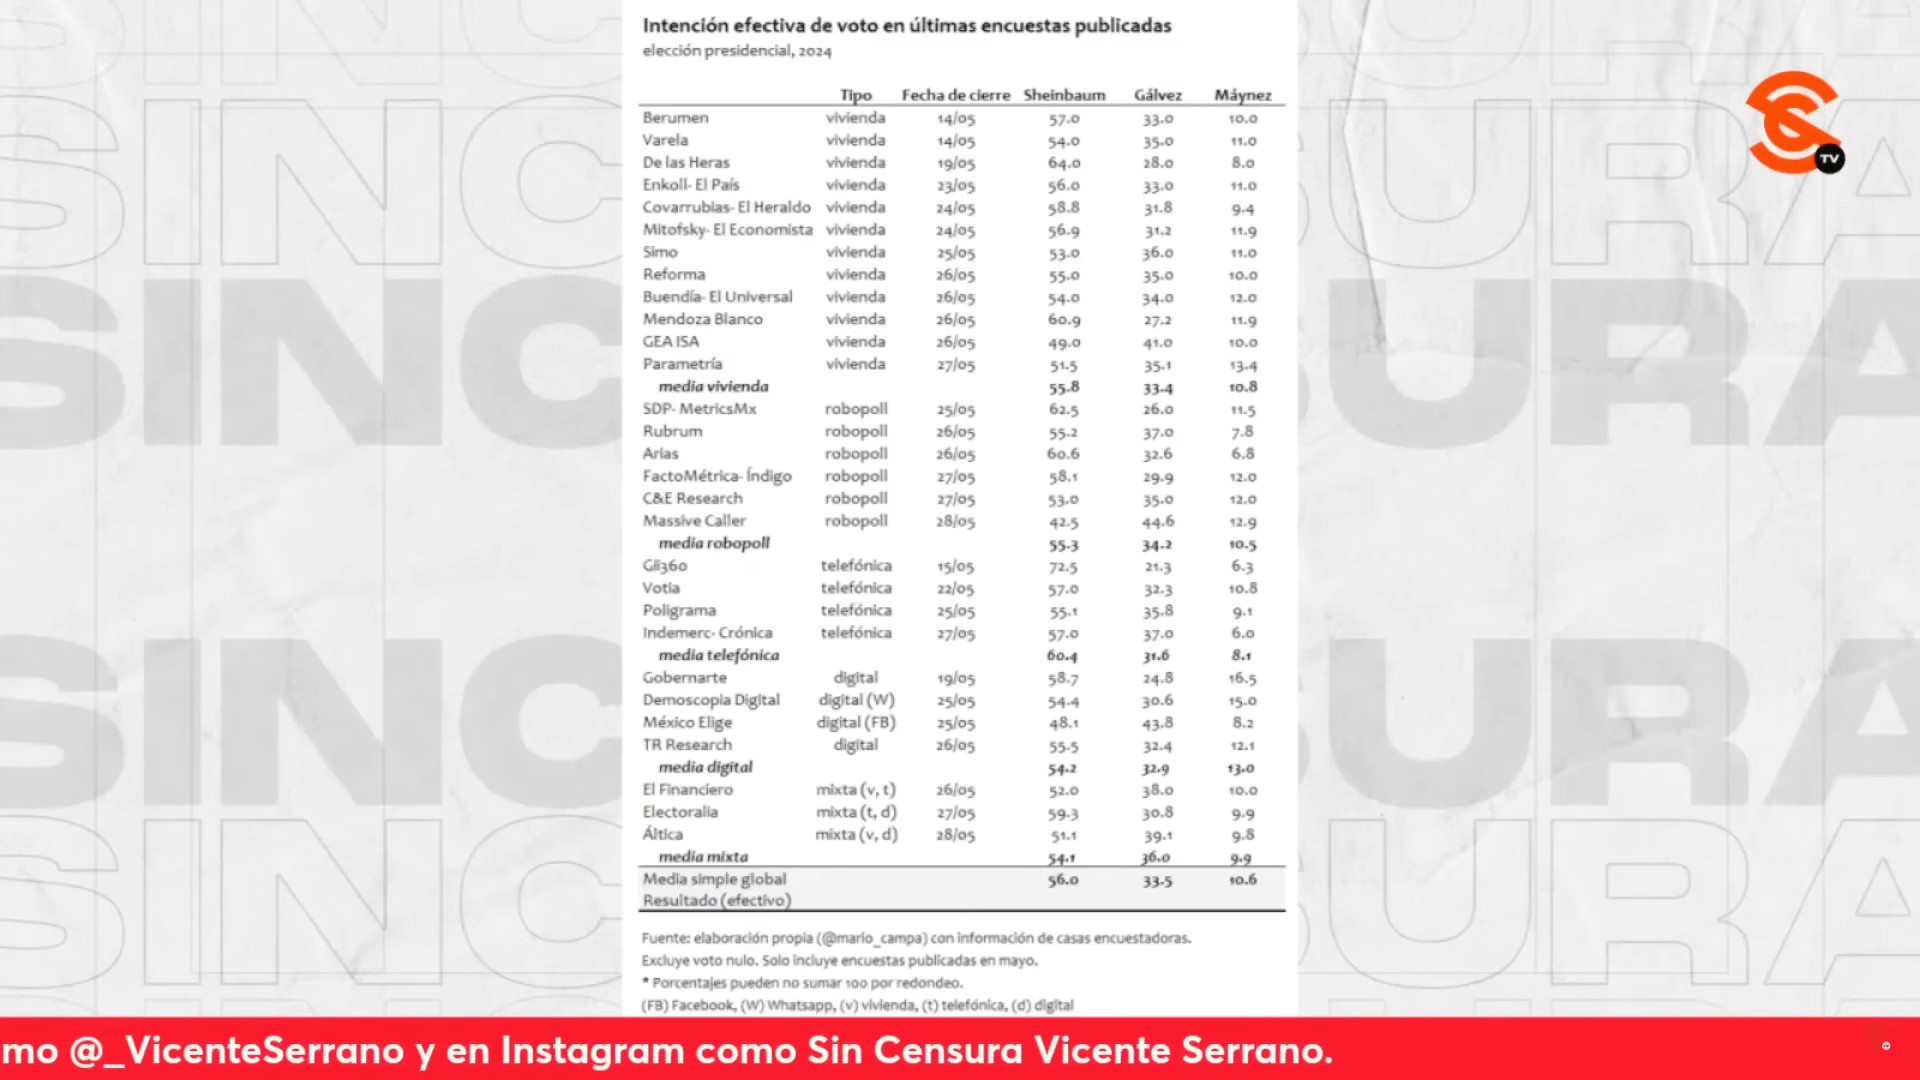 Intención efectiva de voto en últimas encuestas publicadas
elección presidencial, 2024
Tipo Fecha de cierre Sheinbaum Gálvez Máynez
Berumen vivienda 14/05 57.0 33.0 10.0
Varela vivienda 14/05 54.0 35.0 11.0
De las Heras vivienda 19/05 64.0 28.0 8.0
Enkoll- El País vivienda 23/05 56.0 33.0 11.0
Covarrubias- El Heraldo vivienda 24/05 58.8 31.8 9.4
Mitofsky- El Economista vivienda 24/05 56.9 31.2 11.9
Simo vivienda 25/05 53.0 36.0 11.0
Reforma vivienda 26/05 55.0 35.0 10.0
Buendía- El Universal vivienda 26/05 54.0 34.0 12.0
Mendoza Blanco vivienda 26/05 60.9 27.2 11.9
GEA ISA vivienda 26/05 49.0 41.0 10.0
Parametría vivienda 27/05 51.5 35.1 13.4
media vivienda 55.8 33.4 10.8
SDP- MetricsMx robopoll 25/05 62.5 26.0 11.5
Rubrum robopoll 26/05 55.2 37.0 7.8
Arias robopoll 26/05 60.6 32.6 6.8
FactoMétrica- Índigo robopoll 27/05 58.1 29.9 12.0
C&E Research robopoll 27/05 53.0 35.0 12.0
Massive Caller robopoll 28/05 42.5 44.6 12.9
media robopoll 55.3 34.2 10.5
Gii360 telefónica 15/05 72.5 21.3 6.3
Votia telefónica 22/05 57.0 32.3 10.8
Poligrama telefónica 25/05 55.1 35.8 9.1
Indemerc- Crónica telefónica 27/05 57.0 37.0 6.0
media telefónica 60.4 31.6 8.1
Gobernarte digital 19/05 58.7 24.8 16.5
Demoscopia Digital digital (W) 25/05 54.4 30.6 15.0
México Elige digital (FB) 25/05 48.1 43.8 8.2
TR Research digital 26/05 55.5 32.4 12.1
media digital 54.2 32.9 13.0
El Financiero mixta (v, t) 26/05 52.0 38.0 10.0
Electoralia mixta (t, d) 27/05 59.3 30.8 9.9
Áltica mixta (v, d) 28/05 51.1 39.1 9.8
media mixta 54.1 36.0 9.9
Media simple global 56.0 33.5 10.6
Resultado (efectivo)
Fuente: elaboración propia (@mario_campa) con información de casas encuestadoras.
Excluye voto nulo. Solo incluye encuestas publicadas en mayo.
* Porcentajes pueden no sumar 100 por redondeo.
(FB) Facebook, (W) Whatsapp, (v) vivienda, (t) telefónica, (d) digital
TV
mo @_VicenteSerrano y en Instagram como Sin Censura Vicente Serrano.